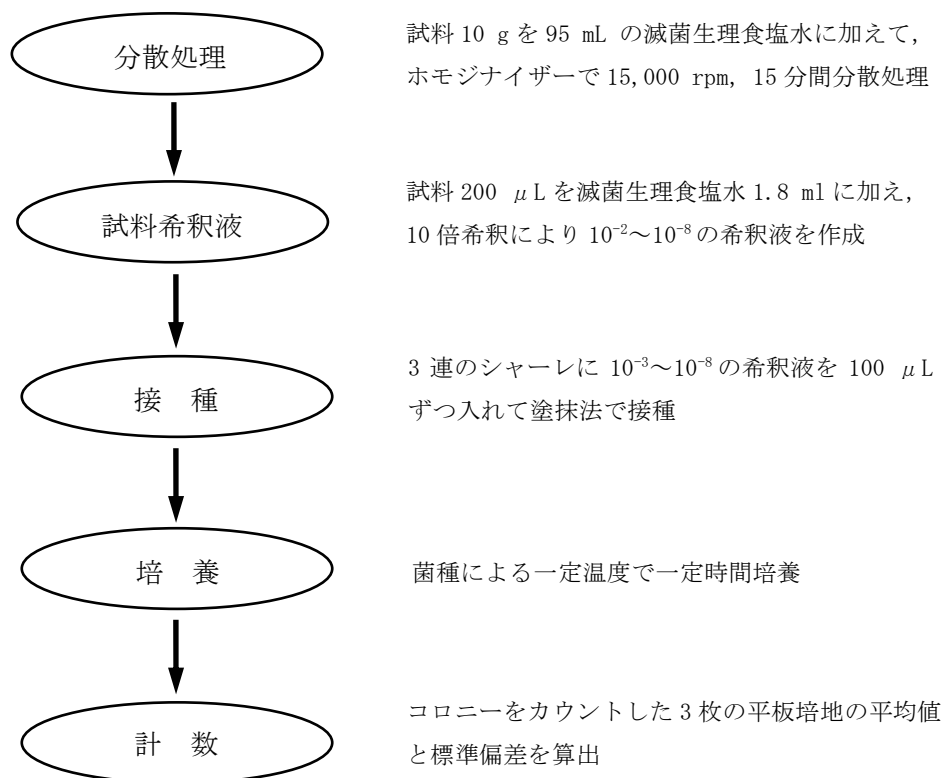 分散処理
試料 10 g を 95 mL の滅菌生理食塩水に加えて，
ホモジナイザーで 15,000 rpm, 15 分間分散処理
試料希釈液
試料 200 μL を滅菌生理食塩水 1.8 ml に加え，
10 倍希釈により 10⁻²～10⁻⁸の希釈液を作成
接　種
3 連のシャーレに 10⁻³～10⁻⁸の希釈液を 100 μL
ずつ入れて塗抹法で接種
培　養
菌種による一定温度で一定時間培養
計　数
コロニーをカウントした 3 枚の平板培地の平均値
と標準偏差を算出